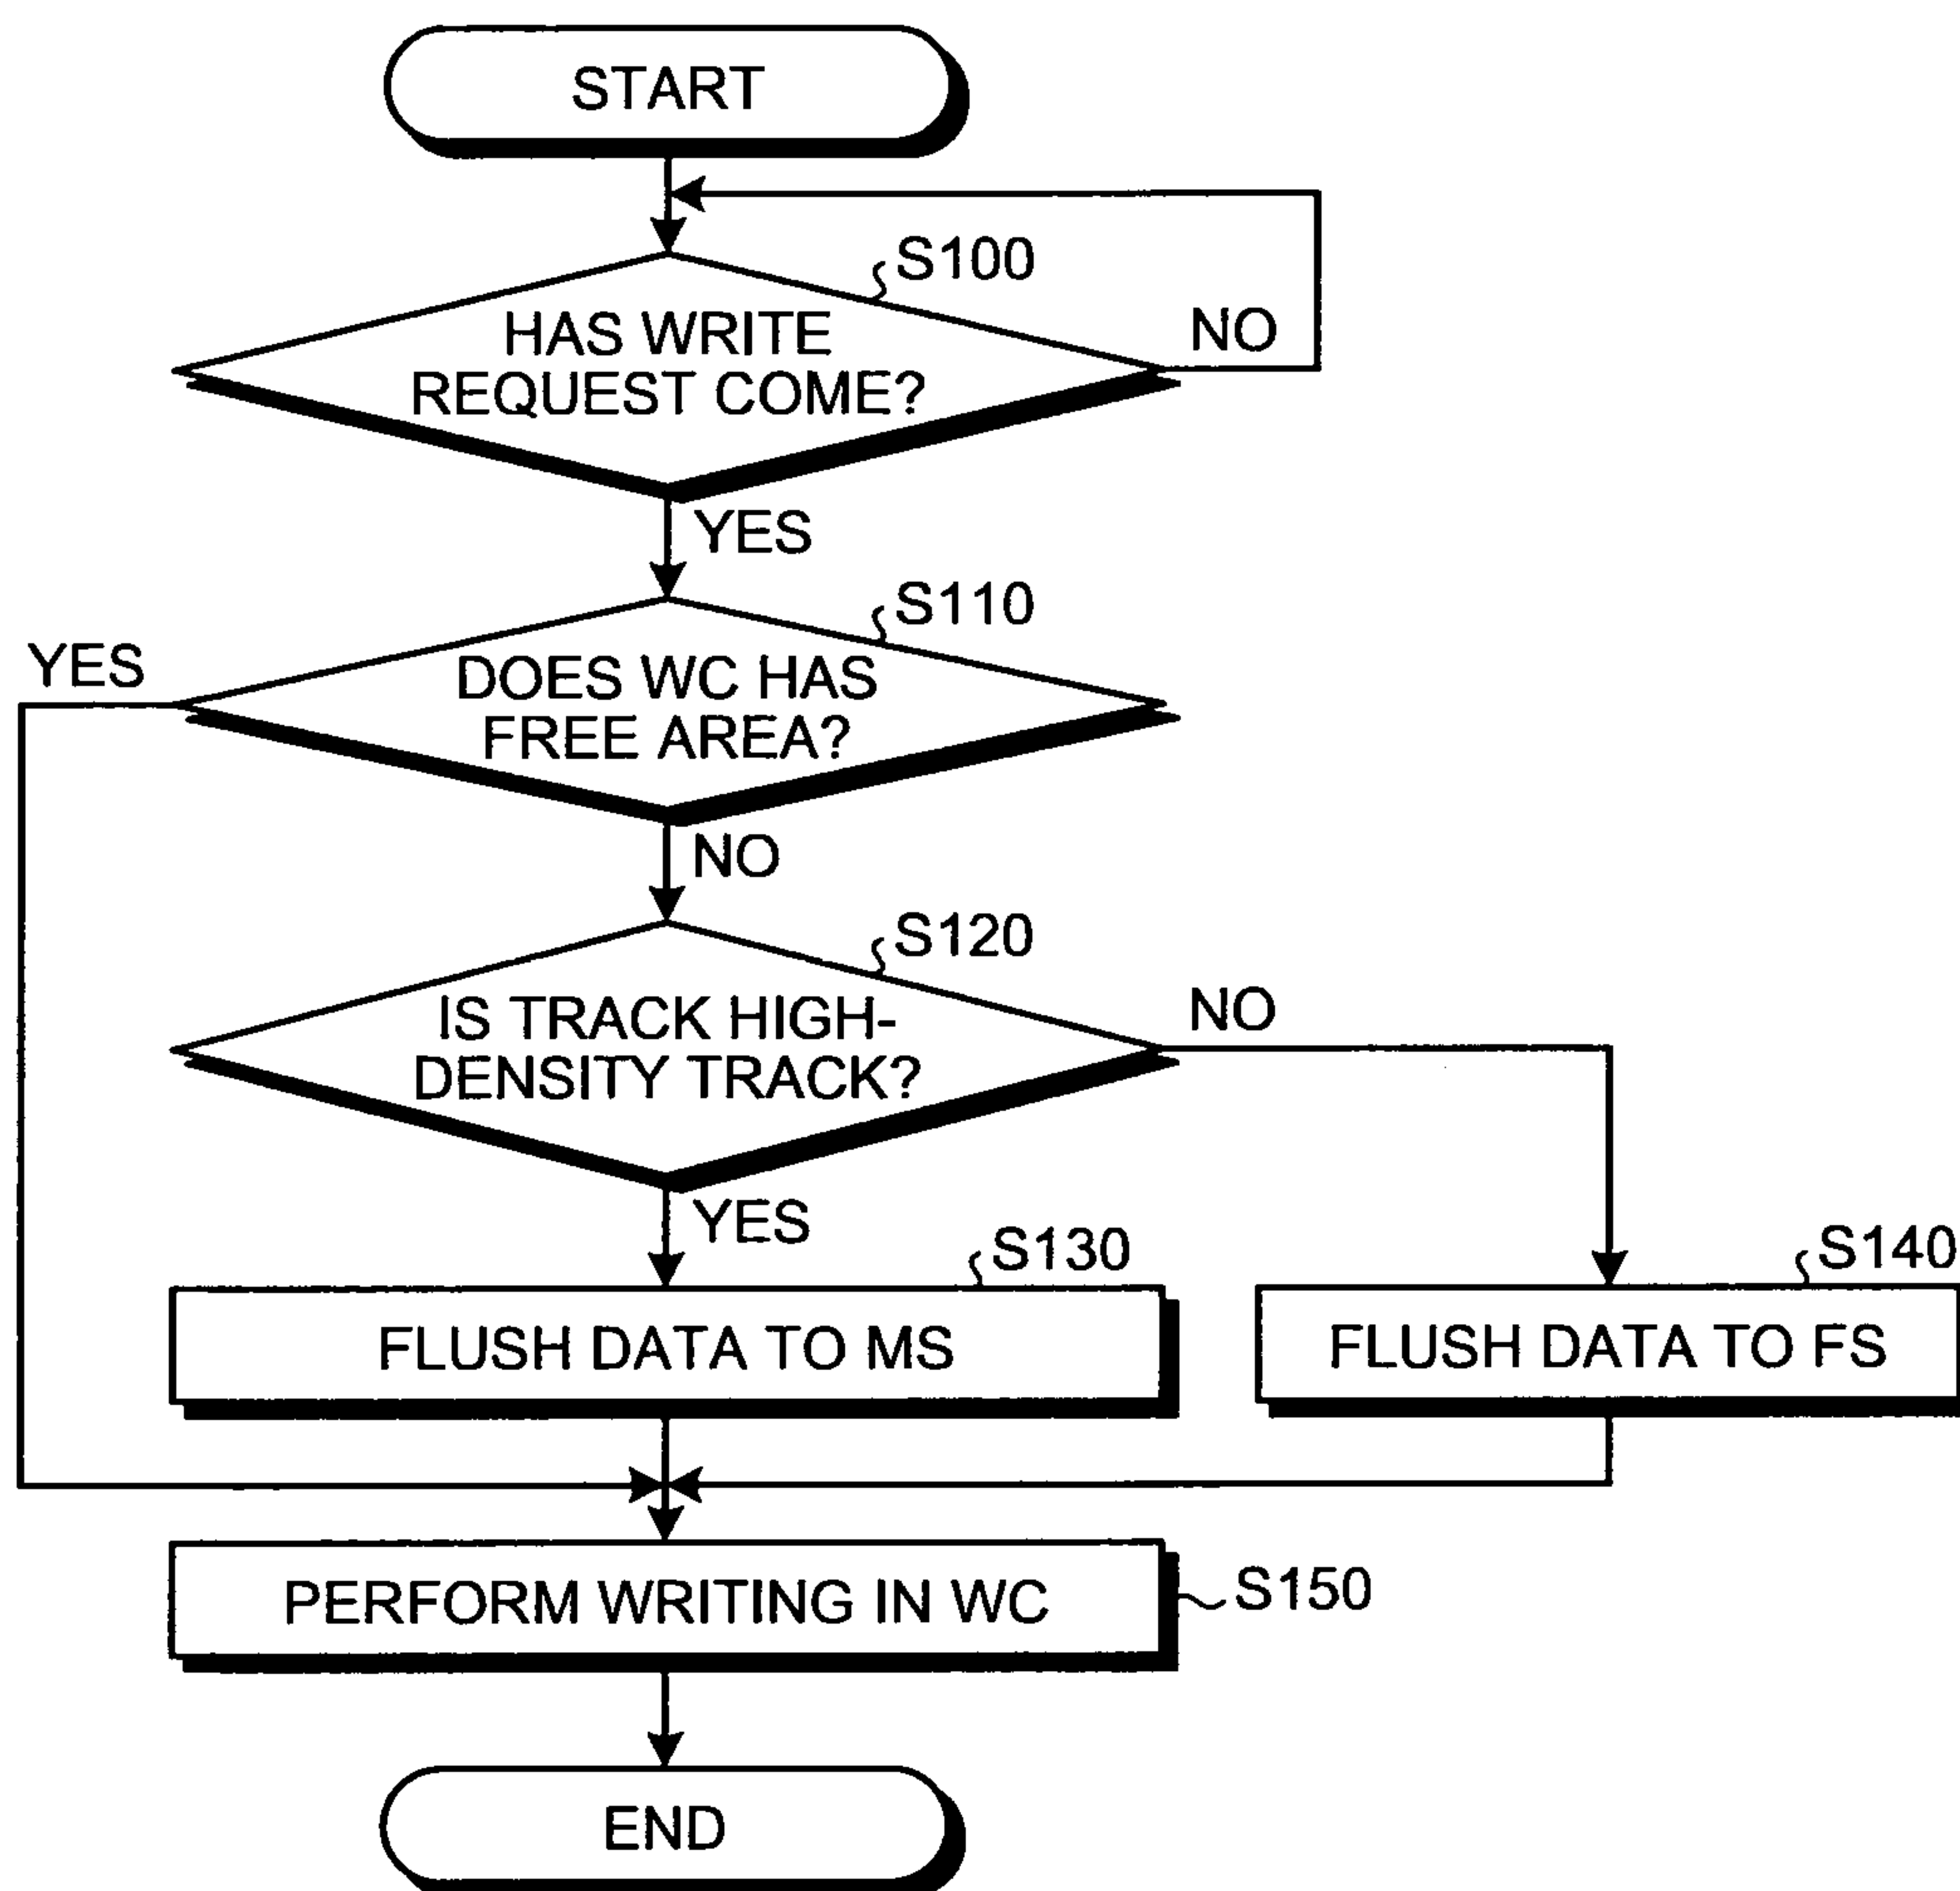 START
S100
HAS WRITE
REQUEST COME?
NO
YES
S110
YES
DOES WC HAS
FREE AREA?
NO
S120
IS TRACK HIGH-
DENSITY TRACK?
NO
YES
S130
S140
FLUSH DATA TO MS
FLUSH DATA TO FS
PERFORM WRITING IN WC
S150
END